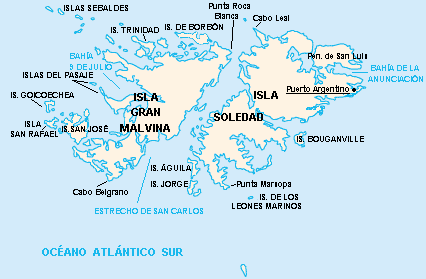 ISLAS SEBALDES
Punta Roca
Blanca
Cabo Leal
IS. TRINIDAD
IS. DE BORBÓN
BAHÍA
9 DE JULIO
Pen. de San Luis
BAHÍA DE LA
ANUNCIACIÓN
ISLAS DEL PASAJE
IS. GOICOECHEA
ISLA
GRAN
MALVINA
ISLA
SOLEDAD
Puerto Argentino
ISLA
SAN RAFAEL
IS. SAN JOSÉ
IS. BOUGANVILLE
IS. ÁGUILA
IS. JORGE
Cabo Belgrano
Punta Marsopa
IS. DE LOS
LEONES MARINOS
ESTRECHO DE SAN CARLOS
OCÉANO ATLÁNTICO SUR